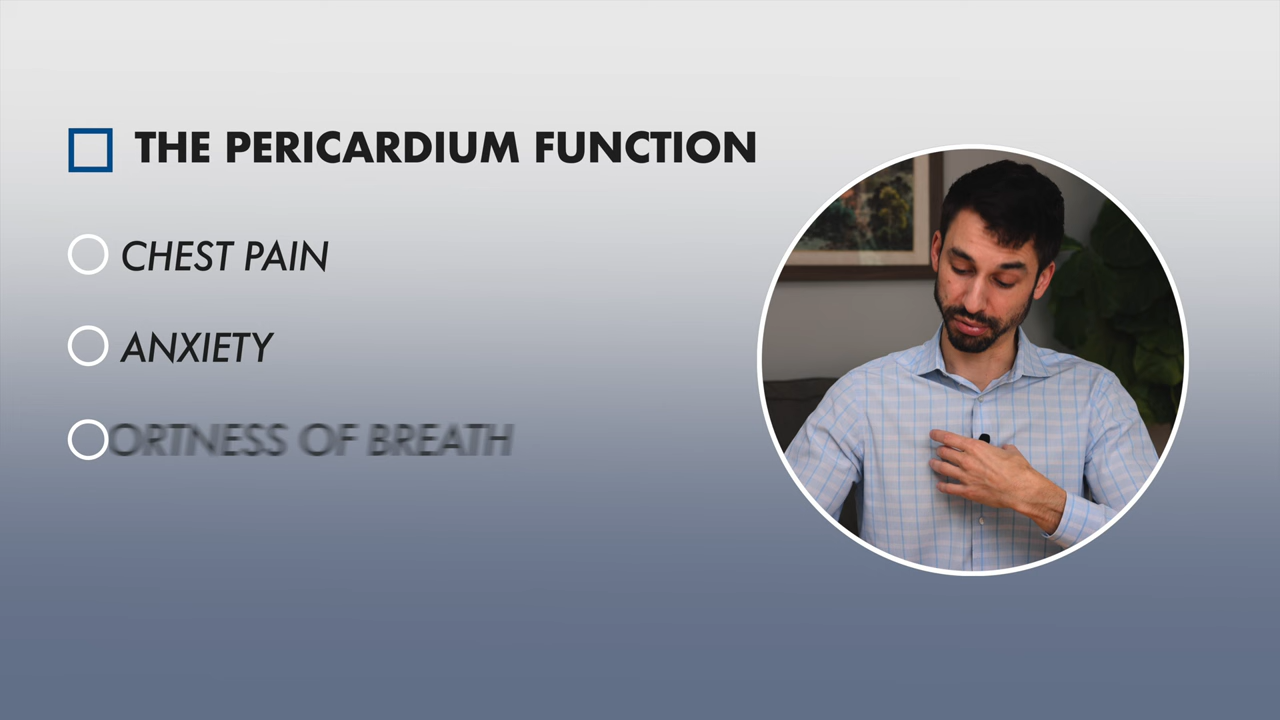 THE PERICARDIUM FUNCTION
CHEST PAIN
ANXIETY
ORTNESS OF BREATH